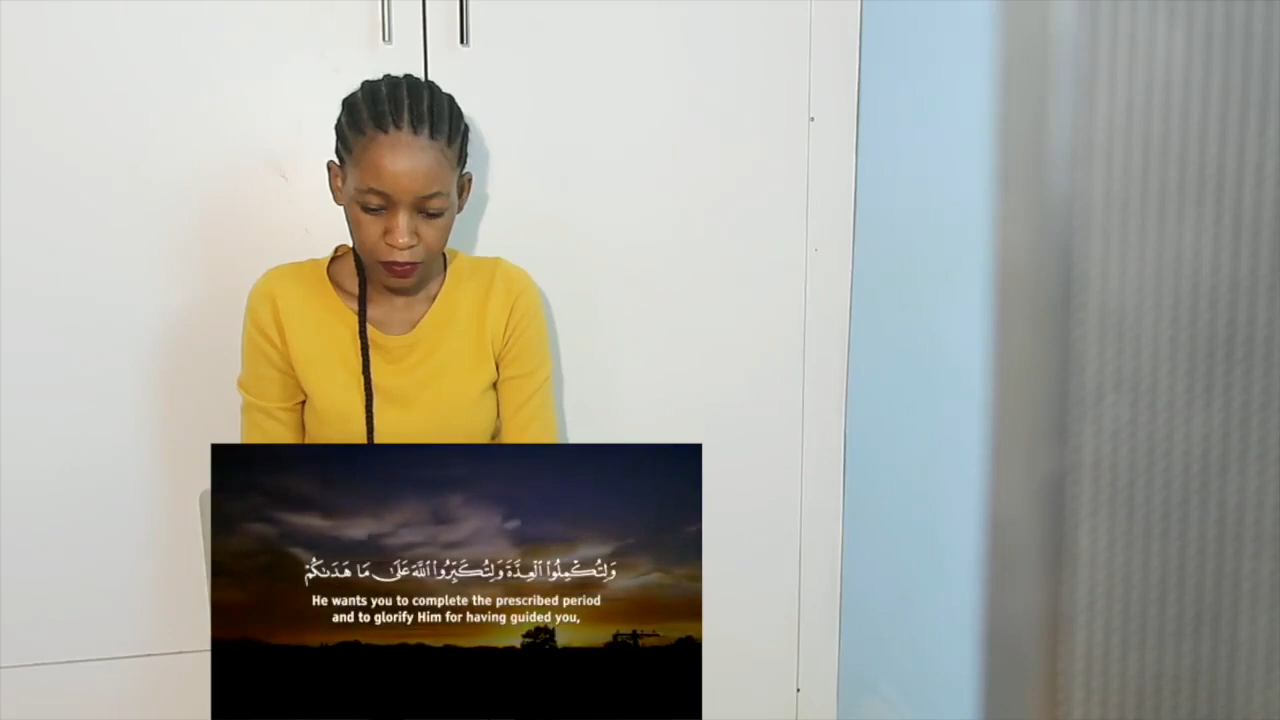 وَلِتُكْمِلُوا۟ ٱلْعِدَّةَ وَلِتُكَبِّرُوا۟ ٱللَّهَ عَلَىٰ مَا هَدَىٰكُمْ
He wants you to complete the prescribed period
and to glorify Him for having guided you,